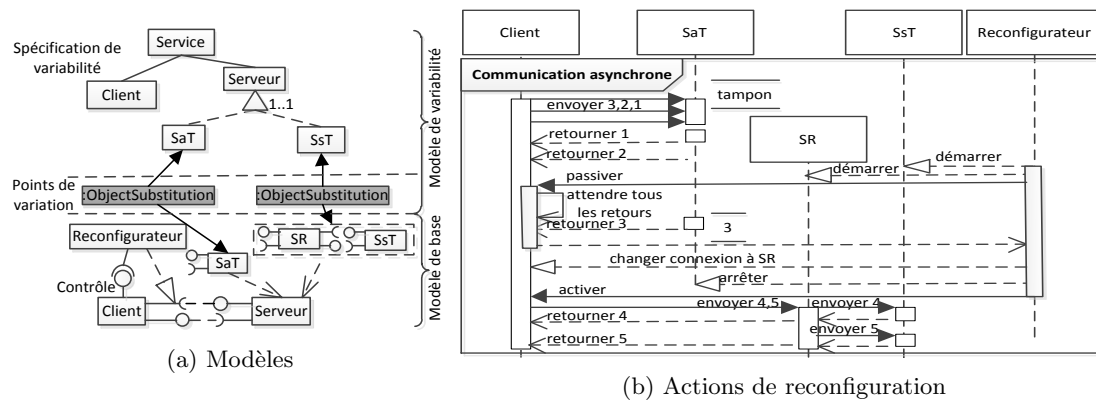 Spécification de
variabilité
Service
Client
Serveur
1..1
SaT
SsT
Modèle de variabilité
Points de
variation
:ObjectSubstitution
:ObjectSubstitution
Reconfigurateur
SR
SsT
SaT
Contrôle
Client
Serveur
Modèle de base
(a) Modèles
Client
SaT
SsT
Reconfigurateur
Communication asynchrone
envoyer 3,2,1
tampon
retourner 1
retourner 2
SR
démarrer
démarrer
passiver
attendre tous
les retours
retourner 3
3
changer connexion à SR
arrêter
activer
envoyer 4,5
envoyer 4
retourner 4
envoyer 5
retourner 5
(b) Actions de reconfiguration